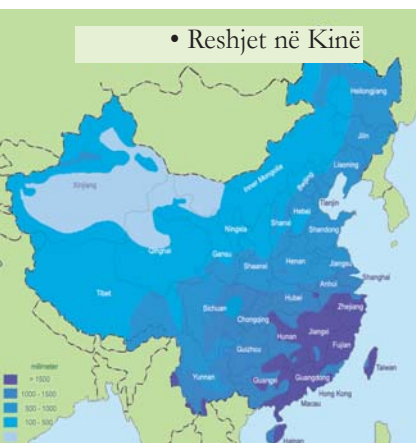 • Reshjet në Kinë
Heilongjiang
Jilin
Liaoning
Inner Mongolia
Beijing
Tianjin
Xinjiang
Hebei
Shanxi
Shandong
Ningxia
Qinghai
Gansu
Shaanxi
Henan
Jiangsu
Shanghai
Anhui
Tibet
Hubei
Zhejiang
Sichuan
Chongqing
Hunan
Jiangxi
Fujian
Guizhou
Taiwan
Yunnan
Guangxi
Guangdong
Hong Kong
Macau
Hainan
milimeter
> 1500
1000 - 1500
500 - 1000
100 - 500